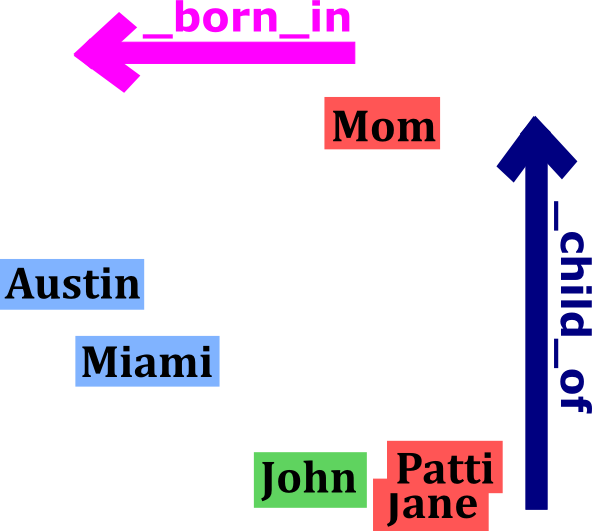 _born_in
Mom
_child_of
Austin
Miami
John
Patti
Jane